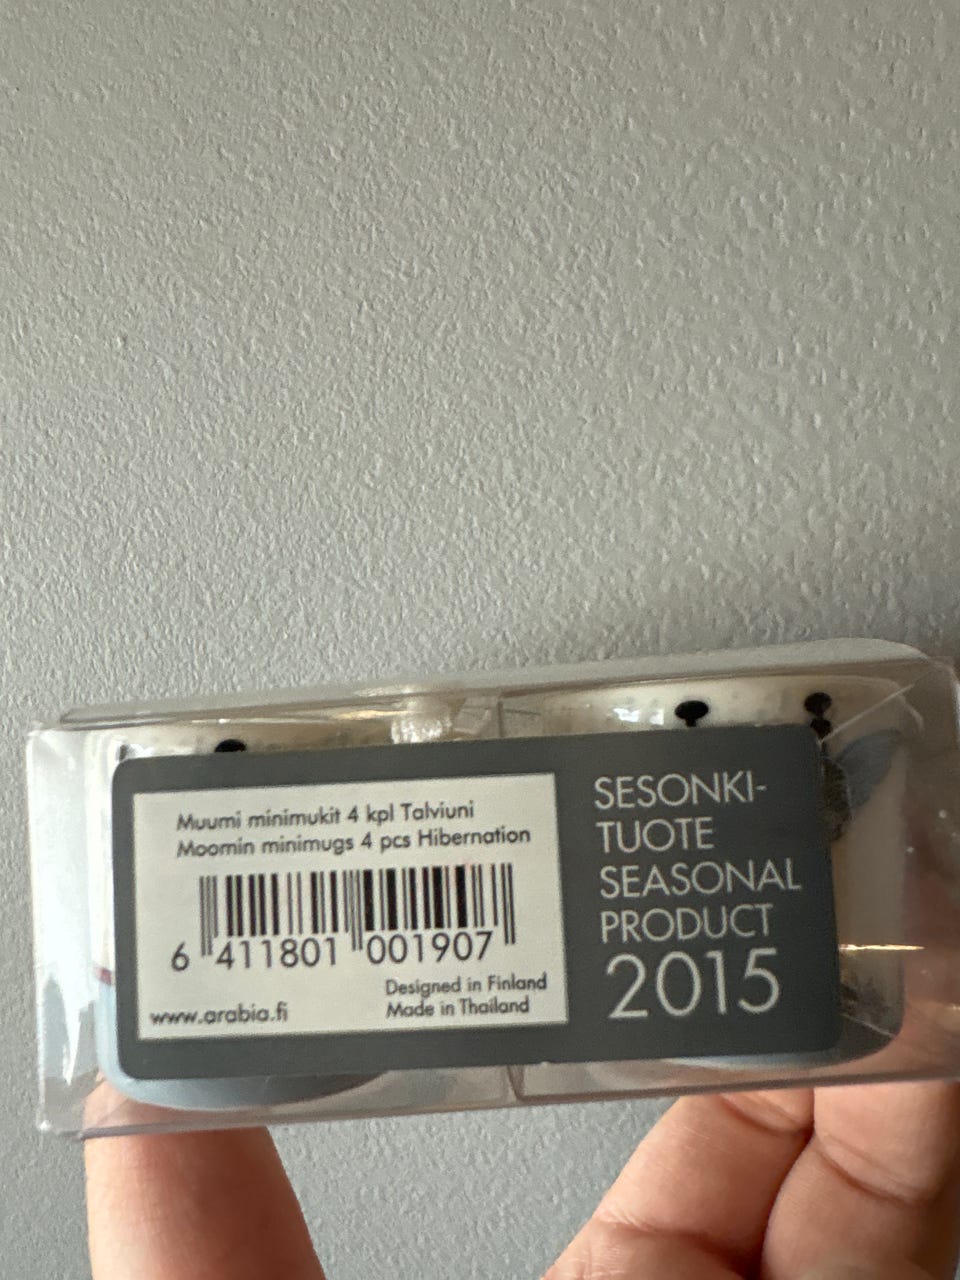 Muumi minimukit 4 kpl Talviuni
Moomin minimugs 4 pcs Hibernation
6 411801 001907
Designed in Finland
www.arabia.fi Made in Thailand
SESONKI-
TUOTE
SEASONAL
PRODUCT
2015